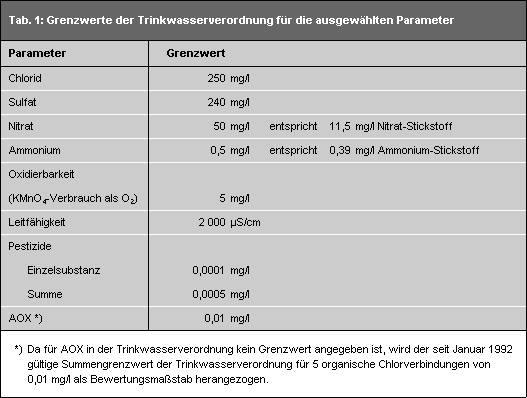 Tab. 1: Grenzwerte der Trinkwasserverordnung für die ausgewählten Parameter
Parameter Grenzwert
Chlorid 250 mg/l
Sulfat 240 mg/l
Nitrat 50 mg/l entspricht 11,5 mg/l Nitrat-Stickstoff
Ammonium 0,5 mg/l entspricht 0,39 mg/l Ammonium-Stickstoff
Oxidierbarkeit
(KMnO₄-Verbrauch als O₂) 5 mg/l
Leitfähigkeit 2 000 µS/cm
Pestizide
Einzelsubstanz 0,0001 mg/l
Summe 0,0005 mg/l
AOX *) 0,01 mg/l
*) Da für AOX in der Trinkwasserverordnung kein Grenzwert angegeben ist, wird der seit Januar 1992
gültige Summengrenzwert der Trinkwasserverordnung für 5 organische Chlorverbindungen von
0,01 mg/l als Bewertungsmaßstab herangezogen.